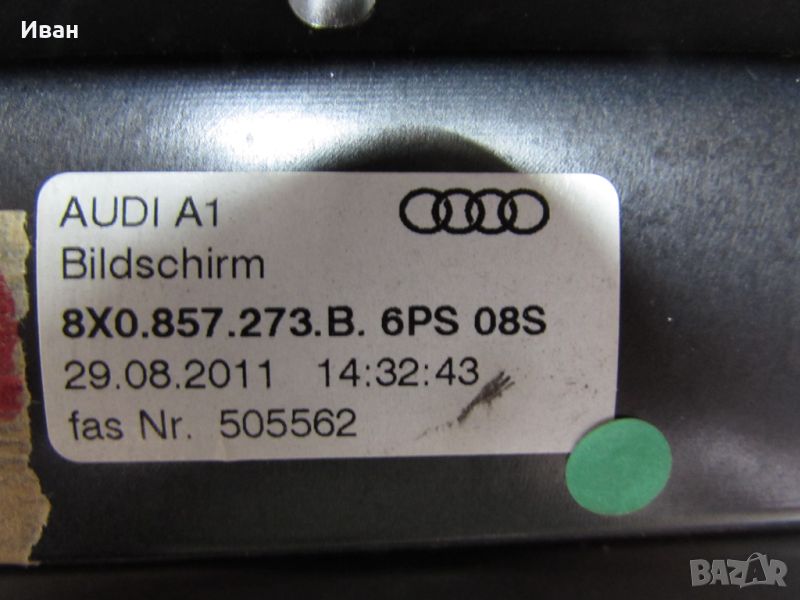 Иван
AUDI A1
Bildschirm
8X0.857.273.B. 6PS 08S
29.08.2011 14:32:43
fas Nr. 505562
BAZAR